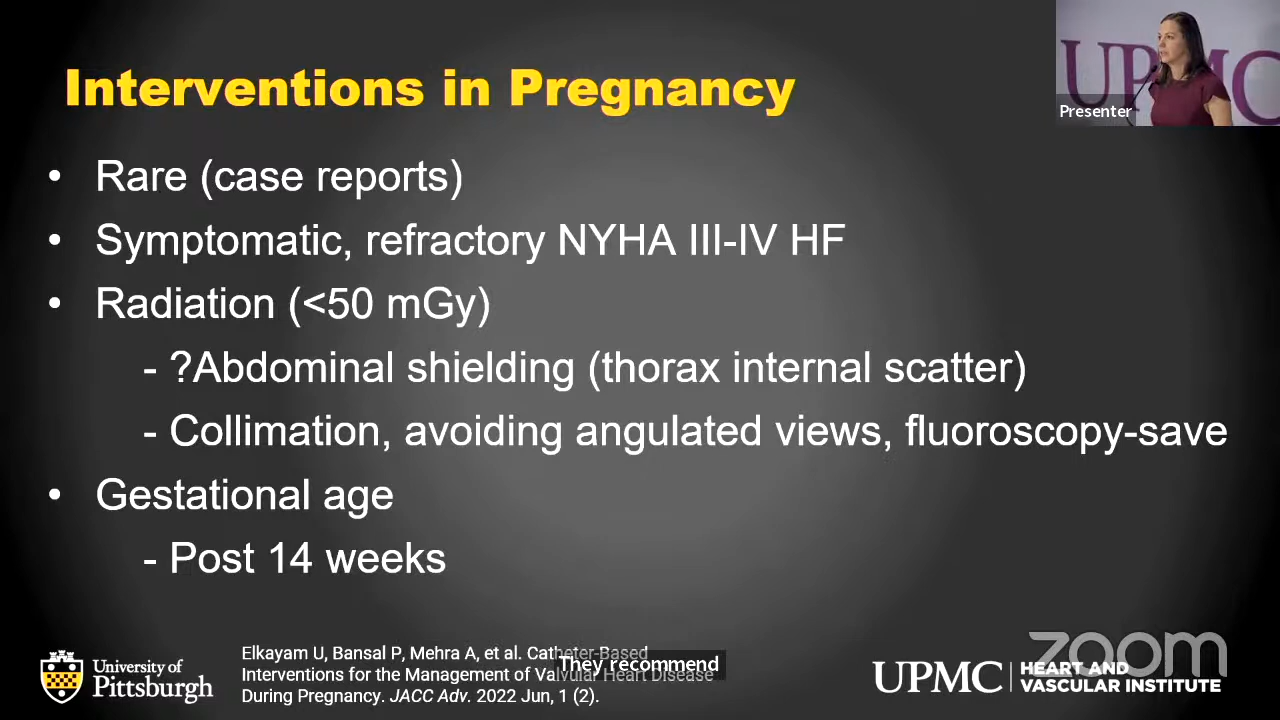 Interventions in Pregnancy
UPMC
Presenter
• Rare (case reports)
• Symptomatic, refractory NYHA III-IV HF
• Radiation (<50 mGy)
- ?Abdominal shielding (thorax internal scatter)
- Collimation, avoiding angulated views, fluoroscopy-save
• Gestational age
- Post 14 weeks
University of
Pittsburgh
Elkayam U, Bansal P, Mehra A, et al. Catheter-Based
Interventions for the Management of Valvular Heart Disease
During Pregnancy. JACC Adv. 2022 Jun, 1 (2).
They recommend
zoom
UPMC
HEART AND
VASCULAR INSTITUTE